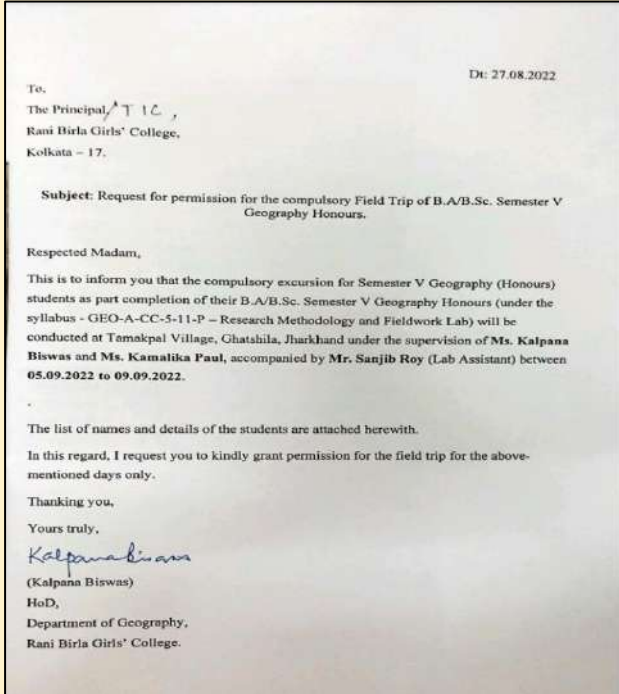 Dt: 27.08.2022
To,
The Principal/TIC,
Rani Birla Girls' College,
Kolkata – 17.
Subject: Request for permission for the compulsory Field Trip of B.A/B.Sc. Semester V
Geography Honours.
Respected Madam,
This is to inform you that the compulsory excursion for Semester V Geography (Honours)
students as part completion of their B.A/B.Sc. Semester V Geography Honours (under the
syllabus - GEO-A-CC-5-11-P – Research Methodology and Fieldwork Lab) will be
conducted at Tamakpal Village, Ghatshila, Jharkhand under the supervision of Ms. Kalpana
Biswas and Ms. Kamalika Paul, accompanied by Mr. Sanjib Roy (Lab Assistant) between
05.09.2022 to 09.09.2022.
.
The list of names and details of the students are attached herewith.
In this regard, I request you to kindly grant permission for the field trip for the above-
mentioned days only.
Thanking you,
Yours truly,
Kalpana Biswas
(Kalpana Biswas)
HoD,
Department of Geography,
Rani Birla Girls' College.